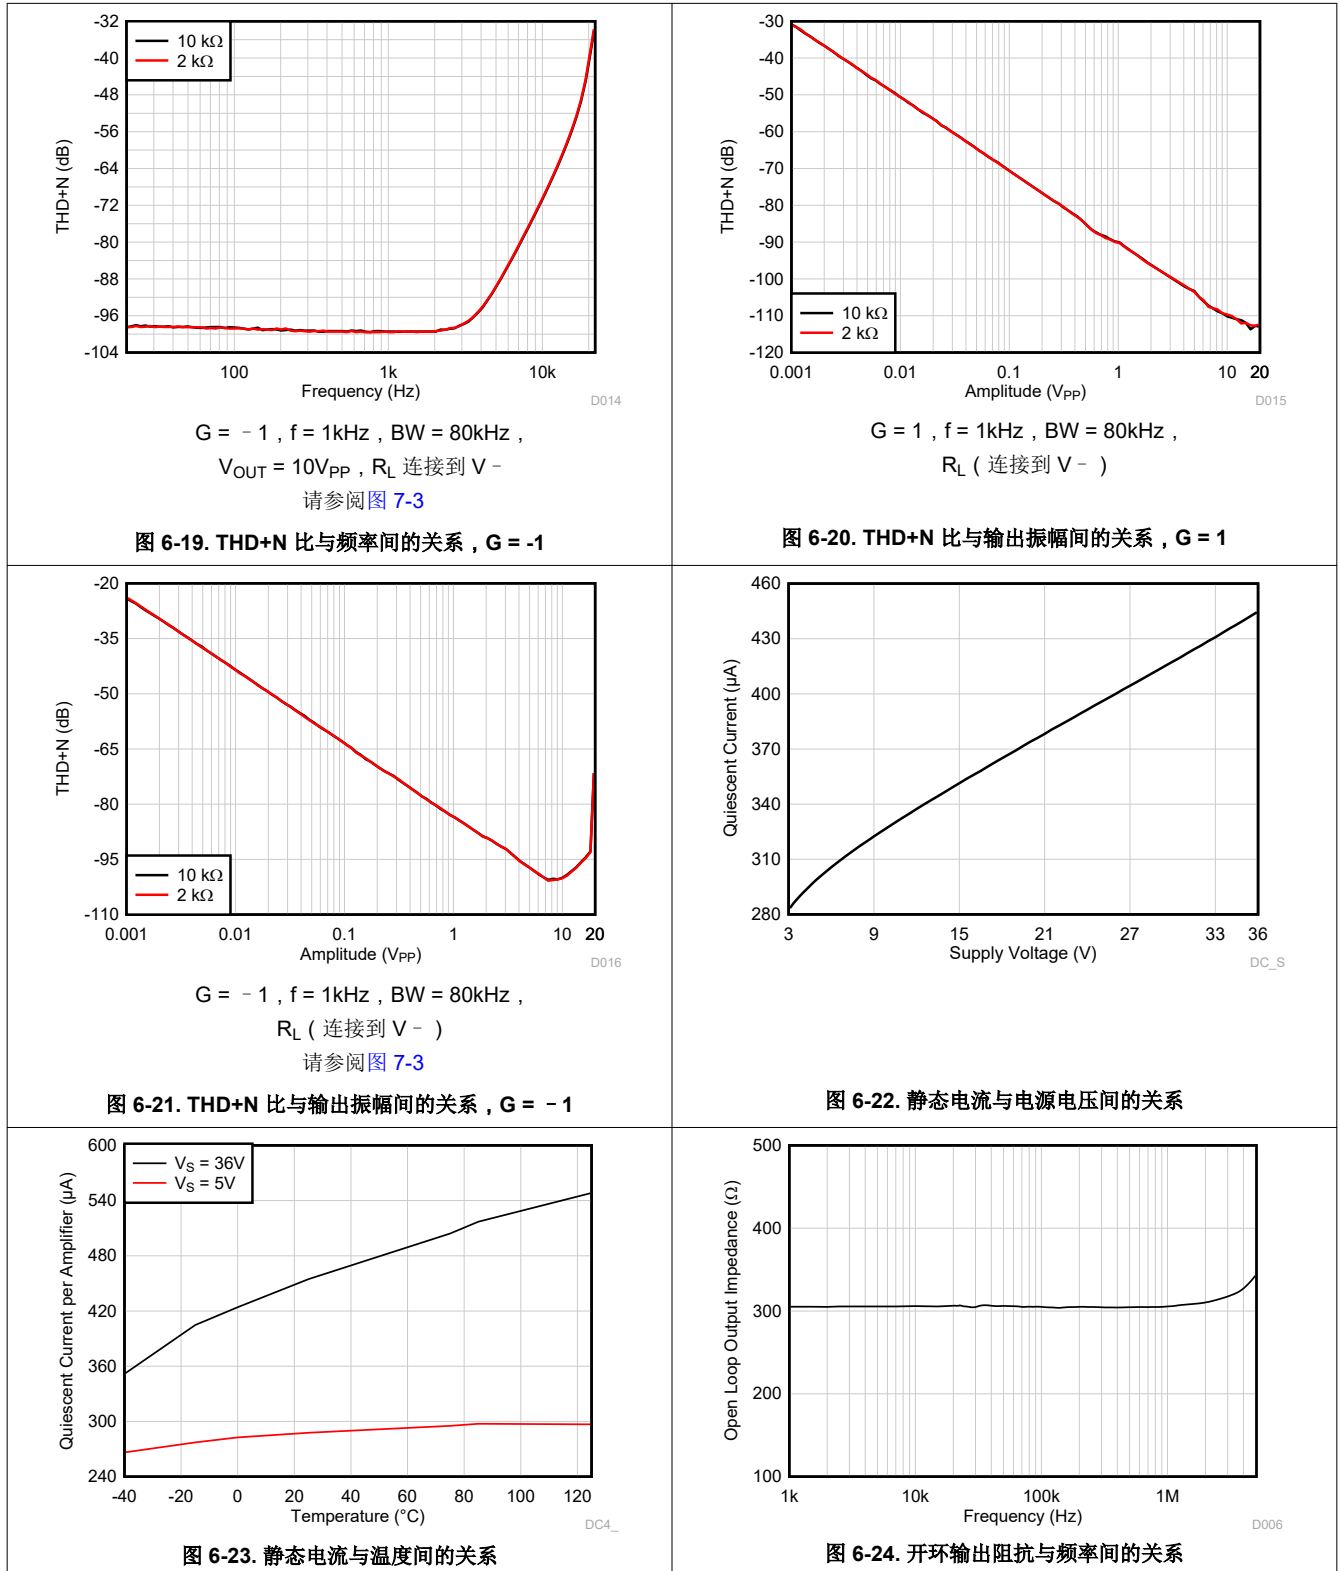 -32
-40
-48
-56
-64
-72
-80
-88
-96
-104
THD+N (dB)
10 kΩ
2 kΩ
100
1k
10k
Frequency (Hz)
D014
G = －1，f = 1kHz，BW = 80kHz，
VOUT = 10VPP，RL 连接到 V－
请参阅图 7-3
图 6-19. THD+N 比与频率间的关系，G = -1
-30
-40
-50
-60
-70
-80
-90
-100
-110
-120
THD+N (dB)
10 kΩ
2 kΩ
0.001
0.01
0.1
1
10
20
Amplitude (VPP)
D015
G = 1，f = 1kHz，BW = 80kHz，
RL（连接到 V－）
图 6-20. THD+N 比与输出振幅间的关系，G = 1
-20
-35
-50
-65
-80
-95
-110
THD+N (dB)
10 kΩ
2 kΩ
0.001
0.01
0.1
1
10
20
Amplitude (VPP)
D016
G = －1，f = 1kHz，BW = 80kHz，
RL（连接到 V－）
请参阅图 7-3
图 6-21. THD+N 比与输出振幅间的关系，G = －1
460
430
400
370
340
310
280
Quiescent Current (µA)
3
9
15
21
27
33
36
Supply Voltage (V)
DC_S
图 6-22. 静态电流与电源电压间的关系
600
540
480
420
360
300
240
Quiescent Current per Amplifier (µA)
VS = 36V
VS = 5V
-40
-20
0
20
40
60
80
100
120
Temperature (°C)
DC4_
图 6-23. 静态电流与温度间的关系
500
400
300
200
100
Open Loop Output Impedance (Ω)
1k
10k
100k
1M
Frequency (Hz)
D006
图 6-24. 开环输出阻抗与频率间的关系